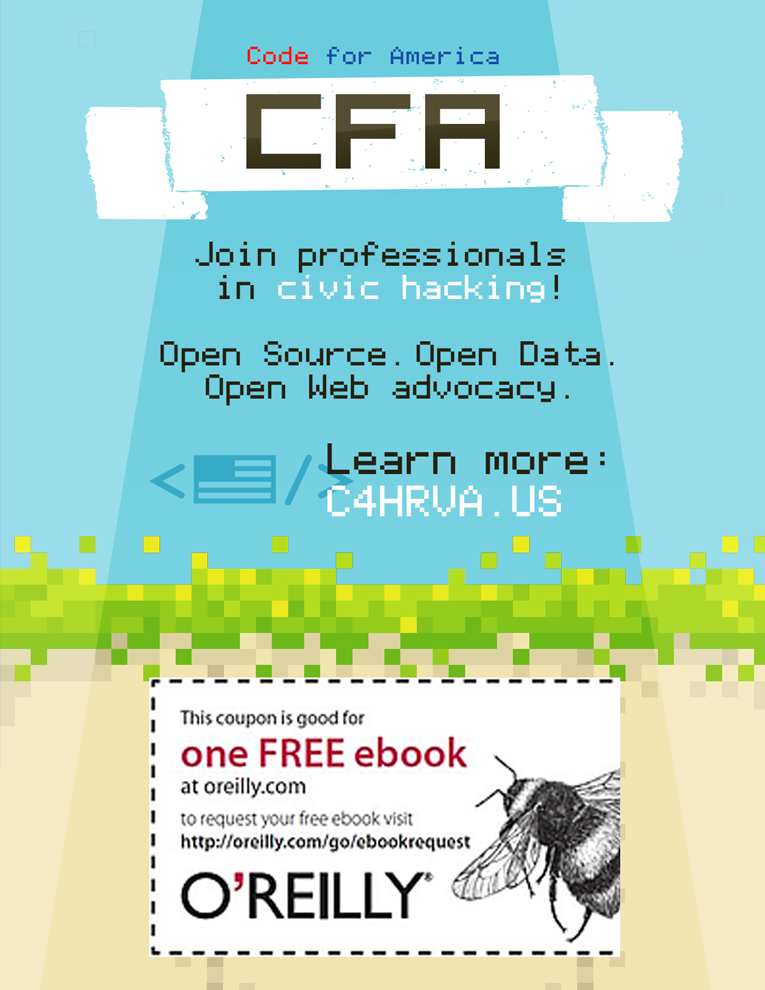 Code for America
CFA
Join professionals
in civic hacking!
Open Source. Open Data.
Open Web advocacy.
</> Learn more:
C4HRVA.US
This coupon is good for
one FREE ebook
at oreilly.com
to request your free ebook visit
http://oreilly.com/go/ebookrequest
O'REILLY®